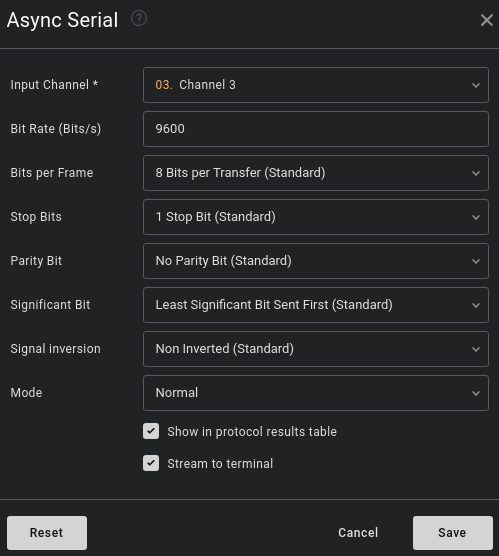 Async Serial ?
Input Channel * 03. Channel 3
Bit Rate (Bits/s) 9600
Bits per Frame 8 Bits per Transfer (Standard)
Stop Bits 1 Stop Bit (Standard)
Parity Bit No Parity Bit (Standard)
Significant Bit Least Significant Bit Sent First (Standard)
Signal inversion Non Inverted (Standard)
Mode Normal
Show in protocol results table
Stream to terminal
Reset Cancel Save